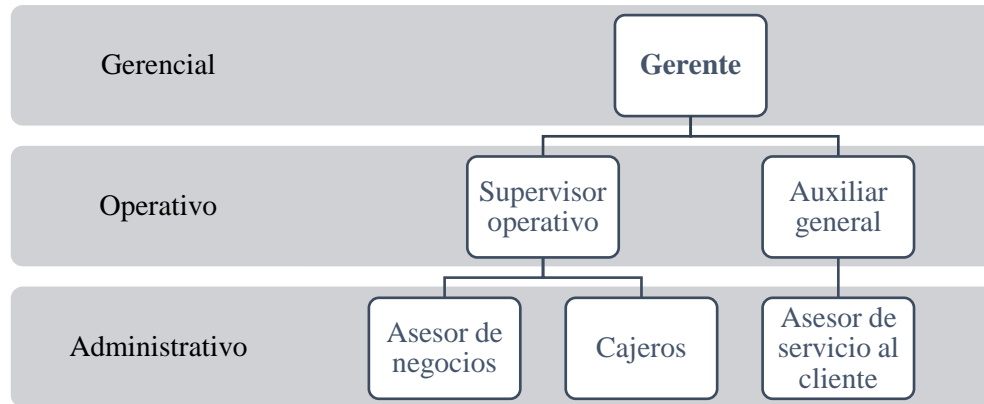 Gerencial
Gerente
Operativo
Supervisor
operativo
Auxiliar
general
Administrativo
Asesor de
negocios
Cajeros
Asesor de
servicio al
cliente